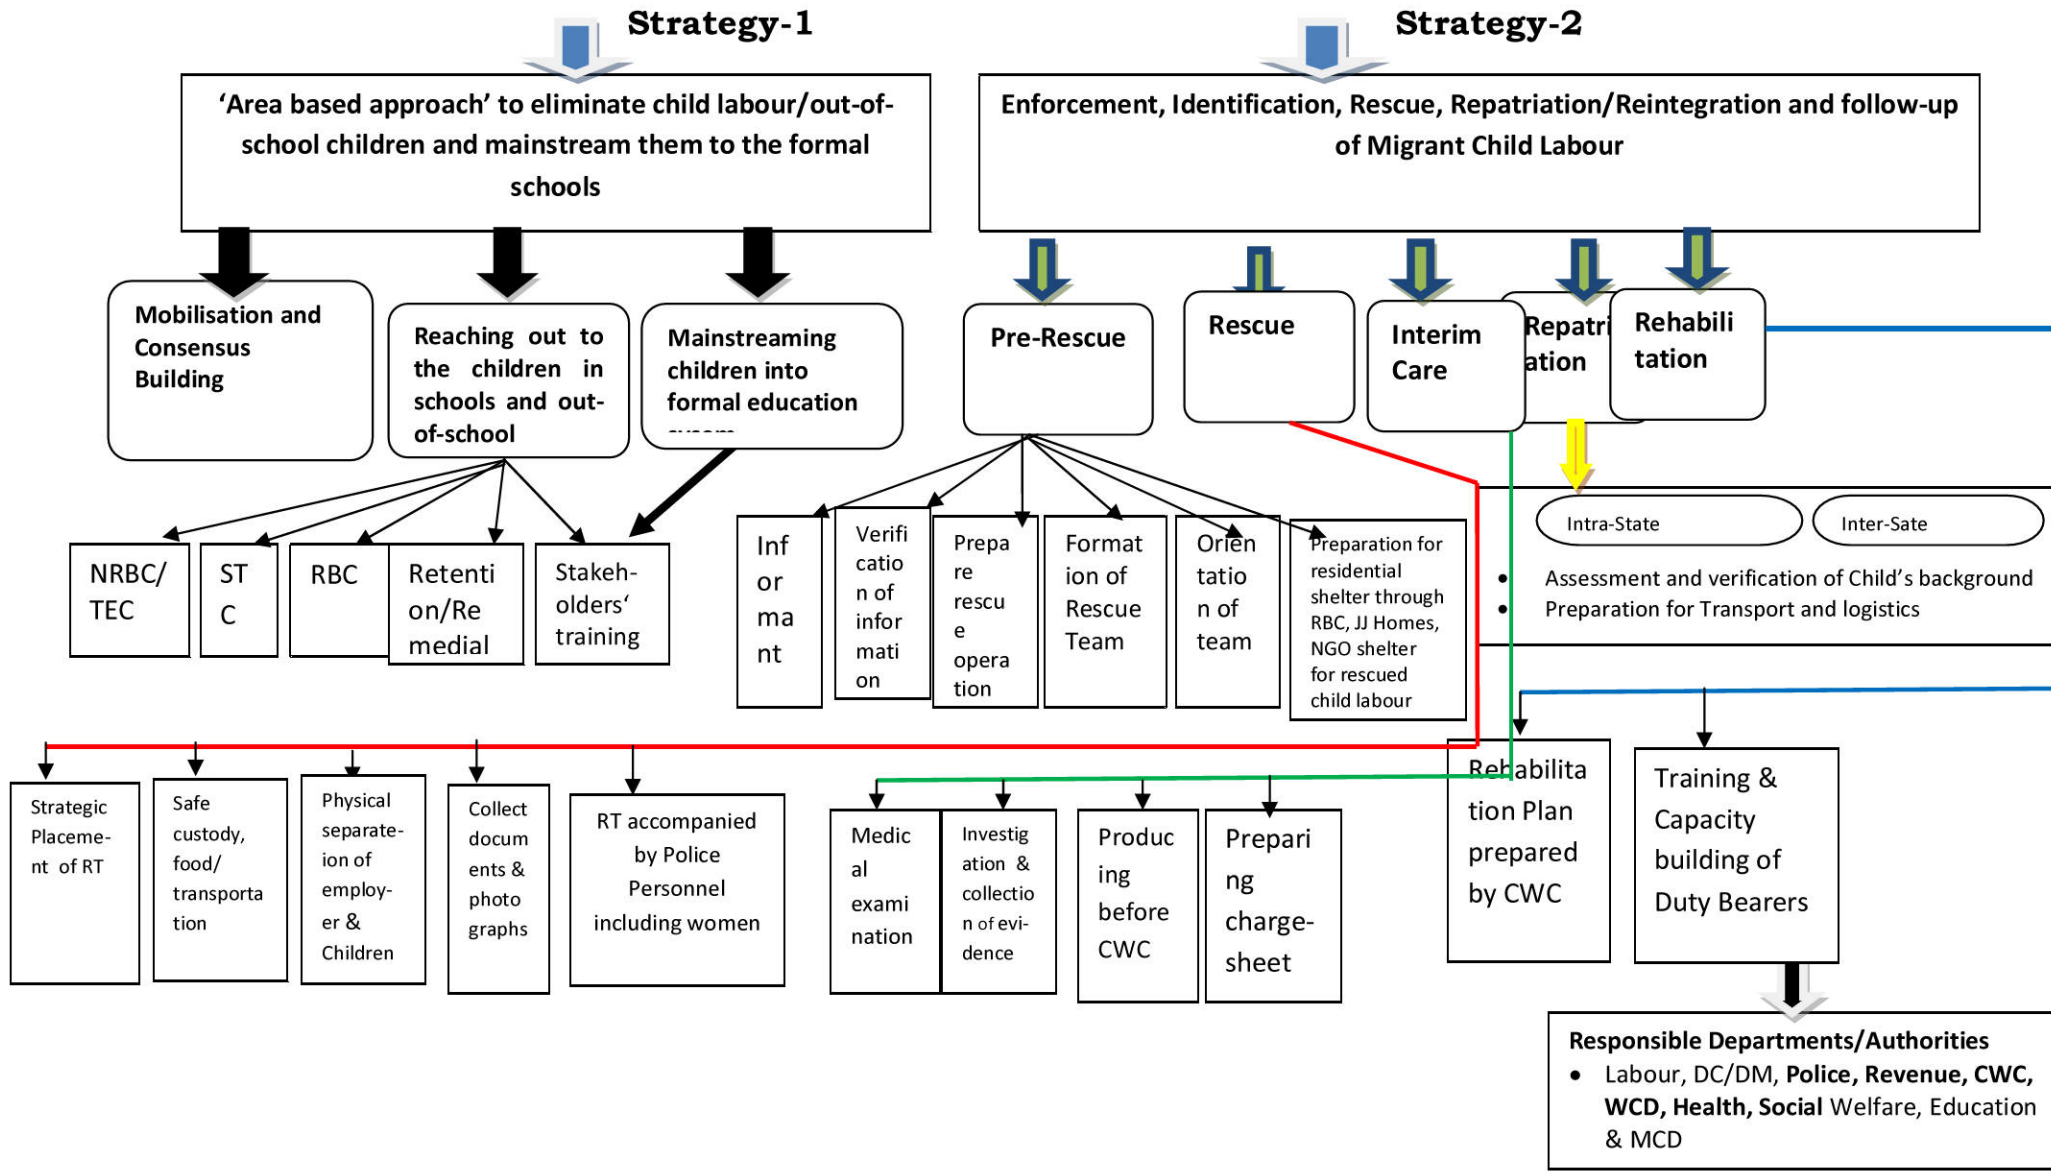 Strategy-1
Strategy-2
‘Area based approach’ to eliminate child labour/out-of-
school children and mainstream them to the formal
schools
Enforcement, Identification, Rescue, Repatriation/Reintegration and follow-up
of Migrant Child Labour
Mobilisation and
Consensus
Building
Reaching out to
the children in
schools and out-
of-school
Mainstreaming
children into
formal education
Pre-Rescue
Rescue
Interim
Care
Repatri
ation
Rehabili
tation
NRBC/
TEC
ST
C
RBC
Retenti
on/Re
medial
Stakeh-
olders‘
training
Inf
or
ma
nt
Verifi
catio
n of
infor
mati
on
Prepa
re
rescu
e
opera
tion
Format
ion of
Rescue
Team
Orien
tatio
n of
team
Preparation for
residential
shelter through
RBC, JJ Homes,
NGO shelter
for rescued
child labour
Intra-State
Inter-Sate
• Assessment and verification of Child’s background
• Preparation for Transport and logistics
Strategic
Placeme-
nt of RT
Safe
custody,
food/
transporta
tion
Physical
separate-
ion of
employ-
er &
Children
Collect
docum
ents &
photo
graphs
RT accompanied
by Police
Personnel
including women
Medic
al
exami
nation
Investig
ation &
collectio
n of evi-
dence
Produc
ing
before
CWC
Prepari
ng
charge-
sheet
Rehabilita
tion Plan
prepared
by CWC
Training &
Capacity
building of
Duty Bearers
Responsible Departments/Authorities
• Labour, DC/DM, Police, Revenue, CWC,
WCD, Health, Social Welfare, Education
& MCD